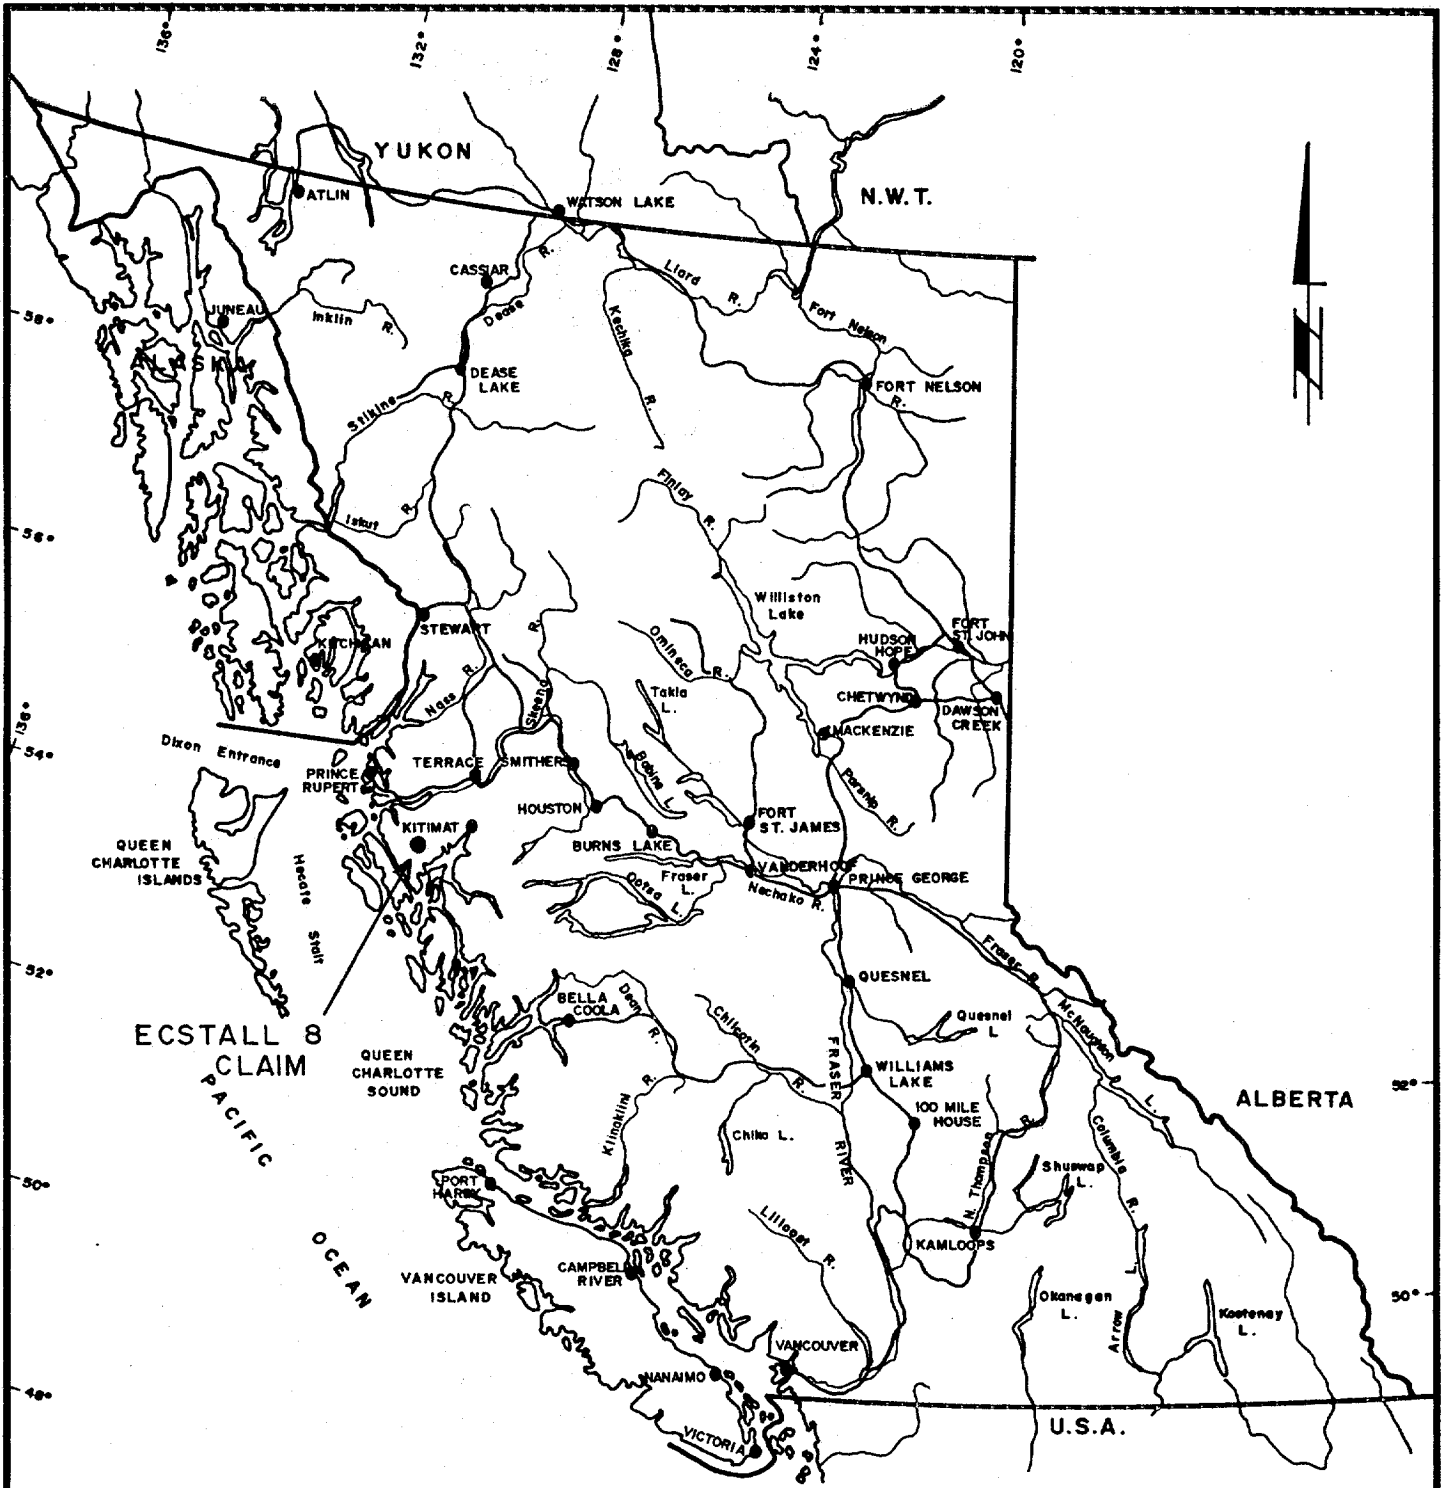 136°
132°
128°
124°
120°
YUKON
N.W.T.
ATLIN
WATSON LAKE
CASSIAR
Dease
R.
Liard
R.
Kechika
R.
Fort Nelson
R.
FORT NELSON
58°
JUNEAU
ALASKA
Inklin
R.
DEASE
LAKE
Stikine
R.
Iskut
R.
Finlay
R.
56°
Williston
Lake
STEWART
KETCHIKAN
Nass
R.
Skeena
R.
Omineca
R.
Takla
L.
HUDSON
HOPE
FORT
ST. JOHN
CHETWYND
DAWSON
CREEK
MACKENZIE
Parsnip
R.
136°
54°
Dixon Entrance
PRINCE
RUPERT
TERRACE
SMITHERS
Babine L.
HOUSTON
KITIMAT
BURNS LAKE
FORT
ST. JAMES
VANDERHOOF
Fraser
L.
Ootsa
L.
Nechako R.
PRINCE GEORGE
QUEEN
CHARLOTTE
ISLANDS
Hecate Stait
52°
Fraser R.
QUESNEL
Quesnel
L
McNaughton
L.
BELLA
COOLA
Dean
R.
Chilcotin
R.
ECSTALL 8
CLAIM
QUEEN
CHARLOTTE
SOUND
PACIFIC
OCEAN
Klinaklini
R.
Chiko L.
FRASER
RIVER
WILLIAMS
LAKE
100 MILE
HOUSE
52°
ALBERTA
N. Thompson
R.
Shuswap
L.
Columbia
R.
50°
PORT
HARDY
Lillooet
R.
KAMLOOPS
CAMPBELL
RIVER
VANCOUVER
ISLAND
Okanagan
L.
Arrow
L.
Kootenay
L.
50°
VANCOUVER
48°
NANAIMO
VICTORIA
U.S.A.